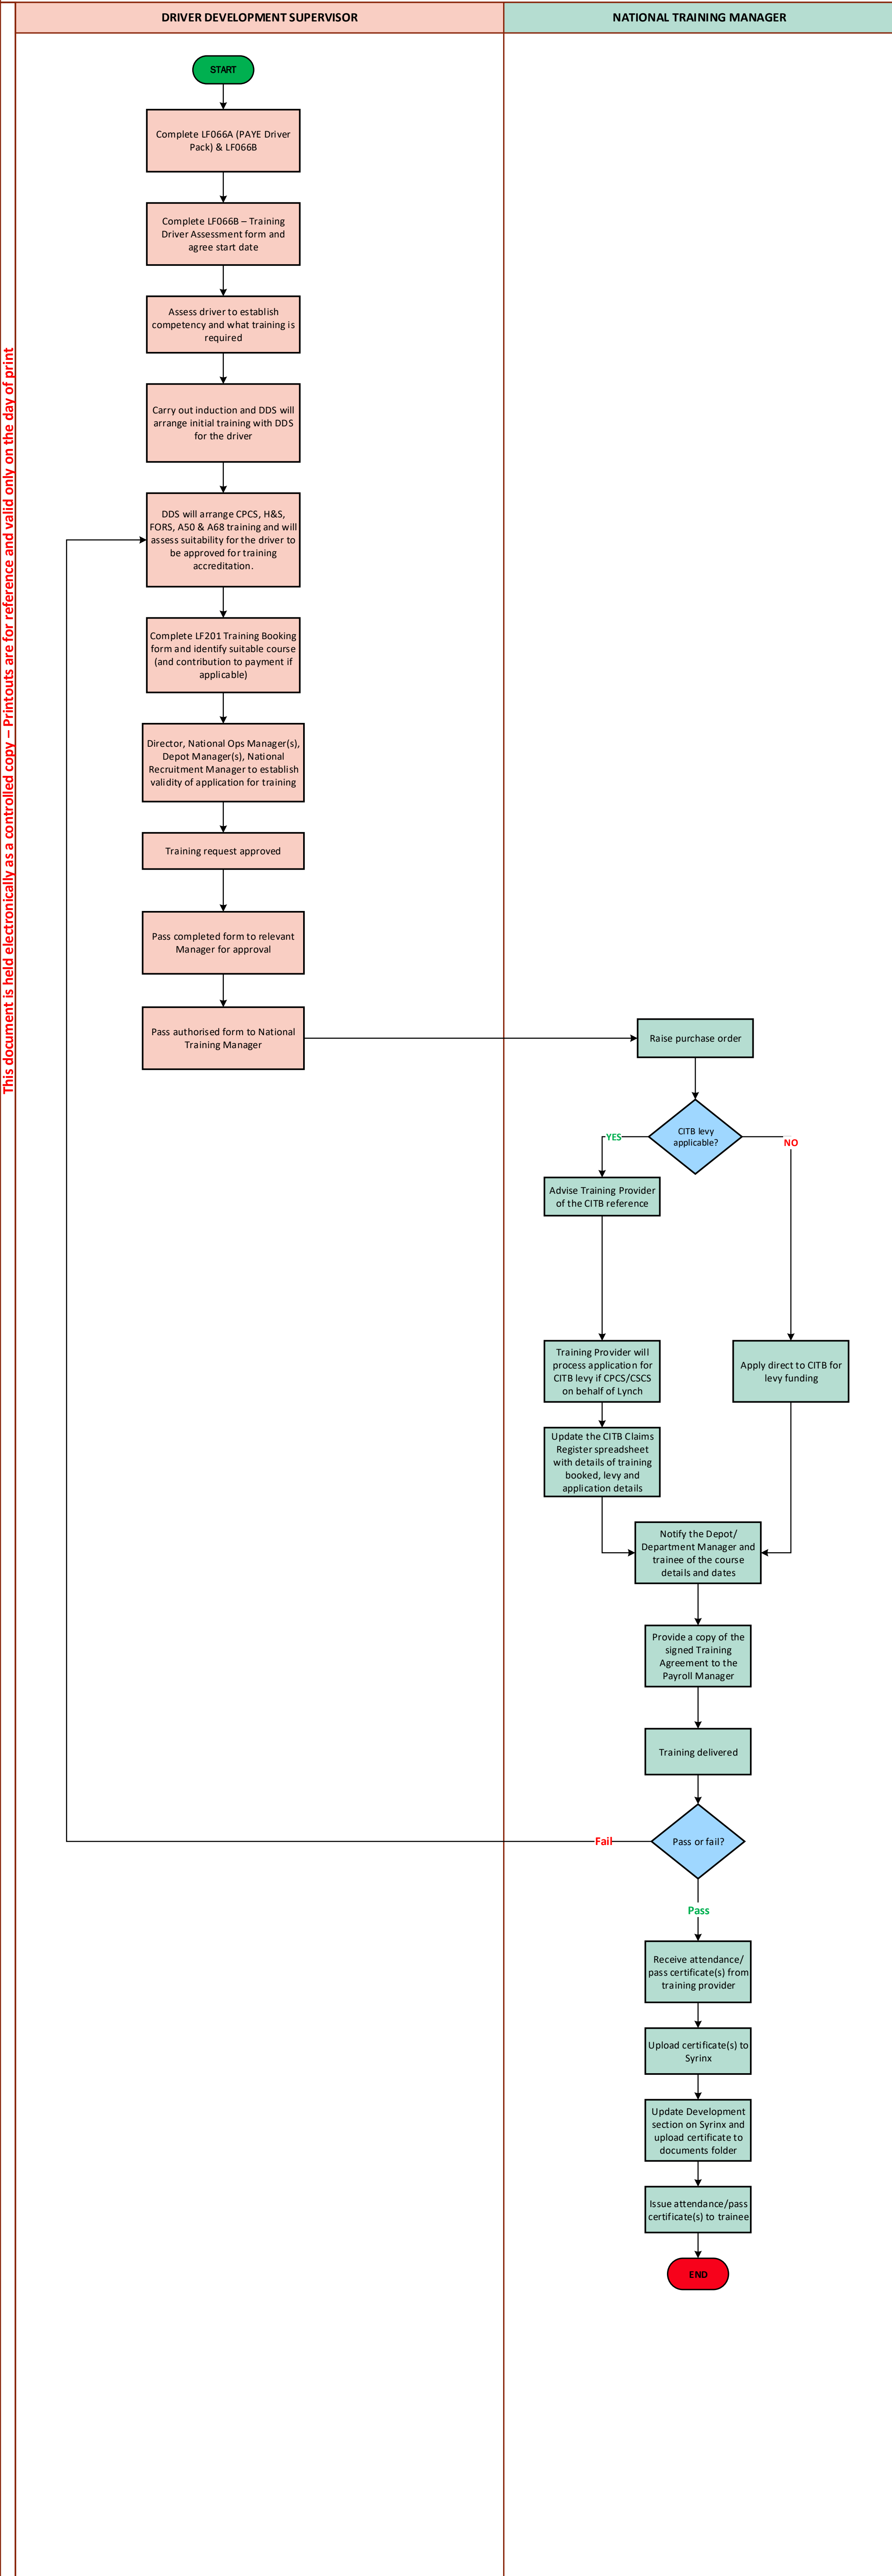 DRIVER DEVELOPMENT SUPERVISOR
NATIONAL TRAINING MANAGER
This document is held electronically as a controlled copy – Printouts are for reference and valid only on the day of print
START
Complete LF066A (PAYE Driver
Pack) & LF066B
Complete LF066B – Training
Driver Assessment form and
agree start date
Assess driver to establish
competency and what training is
required
Carry out induction and DDS will
arrange initial training with DDS
for the driver
DDS will arrange CPCS, H&S,
FORS, A50 & A68 training and will
assess suitability for the driver to
be approved for training
accreditation.
Complete LF201 Training Booking
form and identify suitable course
(and contribution to payment if
applicable)
Director, National Ops Manager(s),
Depot Manager(s), National
Recruitment Manager to establish
validity of application for training
Training request approved
Pass completed form to relevant
Manager for approval
Pass authorised form to National
Training Manager
Raise purchase order
CITB levy
applicable?
YES
NO
Advise Training Provider
of the CITB reference
Training Provider will
process application for
CITB levy if CPCS/CSCS
on behalf of Lynch
Apply direct to CITB for
levy funding
Update the CITB Claims
Register spreadsheet
with details of training
booked, levy and
application details
Notify the Depot/
Department Manager and
trainee of the course
details and dates
Provide a copy of the
signed Training
Agreement to the
Payroll Manager
Training delivered
Pass or fail?
Fail
Pass
Receive attendance/
pass certificate(s) from
training provider
Upload certificate(s) to
Syrinx
Update Development
section on Syrinx and
upload certificate to
documents folder
Issue attendance/pass
certificate(s) to trainee
END